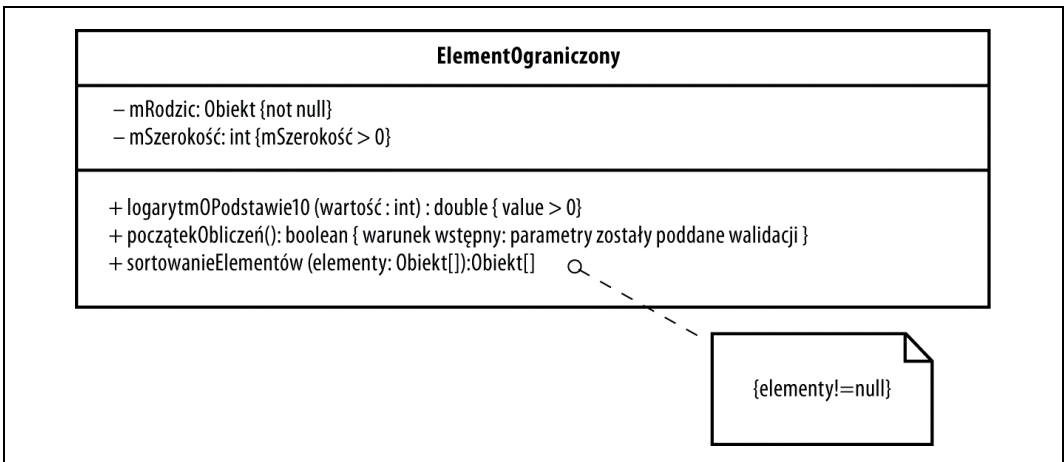 ElementOgraniczony
– mRodzic: Obiekt {not null}
– mSzerokość: int {mSzerokość > 0}
+ logarytmOPodstawie10 (wartość : int) : double { value > 0}
+ początekObliczeń(): boolean { warunek wstępny: parametry zostały poddane walidacji }
+ sortowanieElementów (elementy: Obiekt[]):Obiekt[]
{elementy!=null}